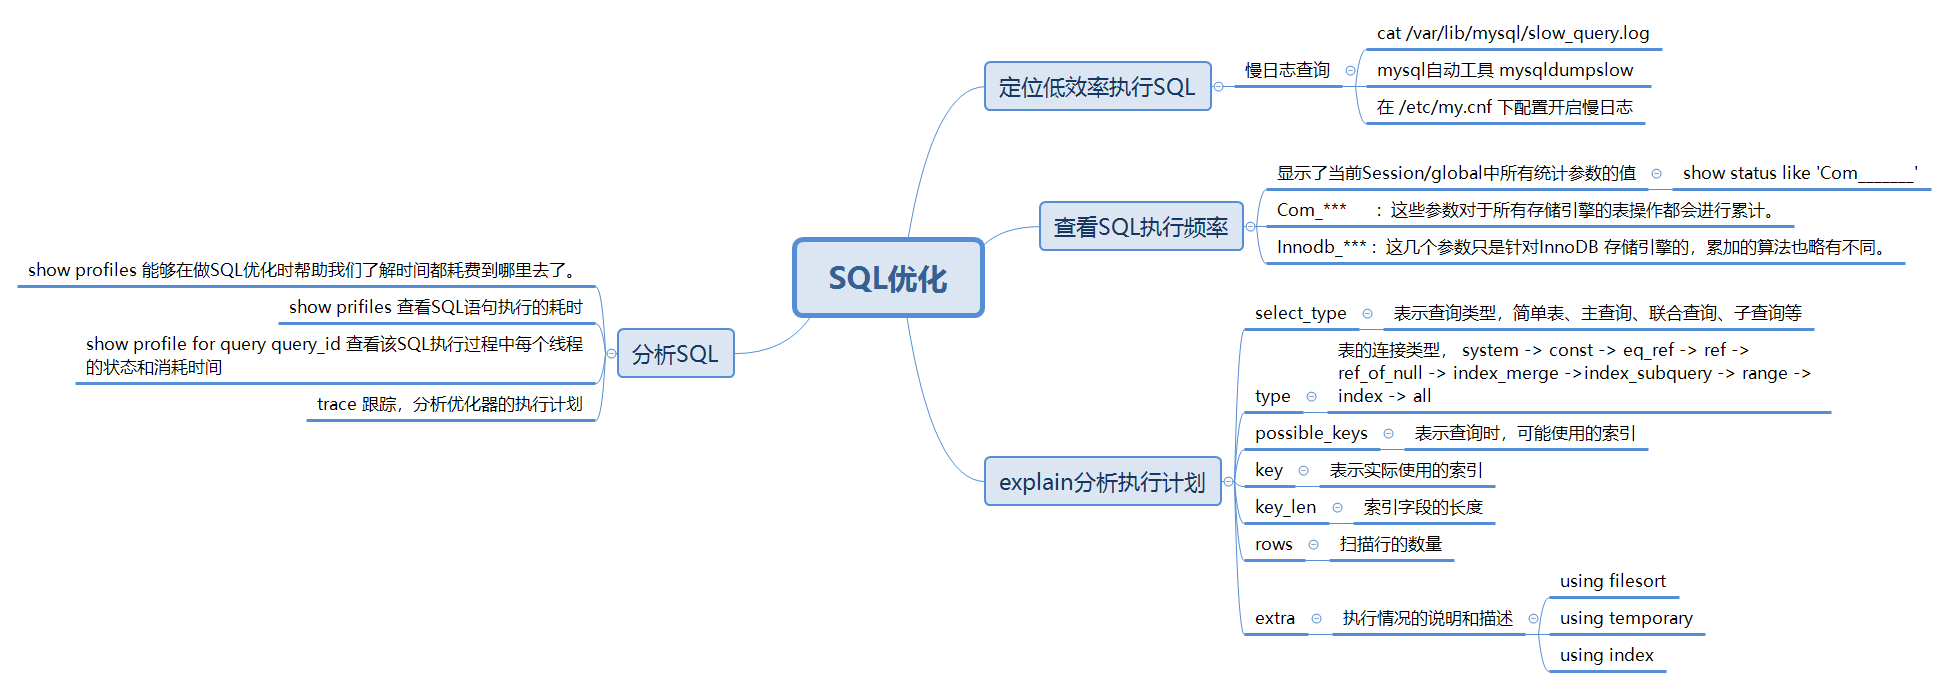 SQL优化
定位低效率执行SQL
慢日志查询
cat /var/lib/mysql/slow_query.log
mysql自动工具 mysqldumpslow
在 /etc/my.cnf 下配置开启慢日志
查看SQL执行频率
显示了当前Session/global中所有统计参数的值
show status like 'Com_______'
Com_*** ：这些参数对于所有存储引擎的表操作都会进行累计。
Innodb_***：这几个参数只是针对InnoDB 存储引擎的，累加的算法也略有不同。
explain分析执行计划
select_type
表示查询类型，简单表、主查询、联合查询、子查询等
type
表的连接类型， system -> const -> eq_ref -> ref ->
ref_of_null -> index_merge ->index_subquery -> range ->
index -> all
possible_keys
表示查询时，可能使用的索引
key
表示实际使用的索引
key_len
索引字段的长度
rows
扫描行的数量
extra
执行情况的说明和描述
using filesort
using temporary
using index
分析SQL
show profiles 能够在做SQL优化时帮助我们了解时间都耗费到哪里去了。
show prifiles 查看SQL语句执行的耗时
show profile for query query_id 查看该SQL执行过程中每个线程
的状态和消耗时间
trace 跟踪，分析优化器的执行计划